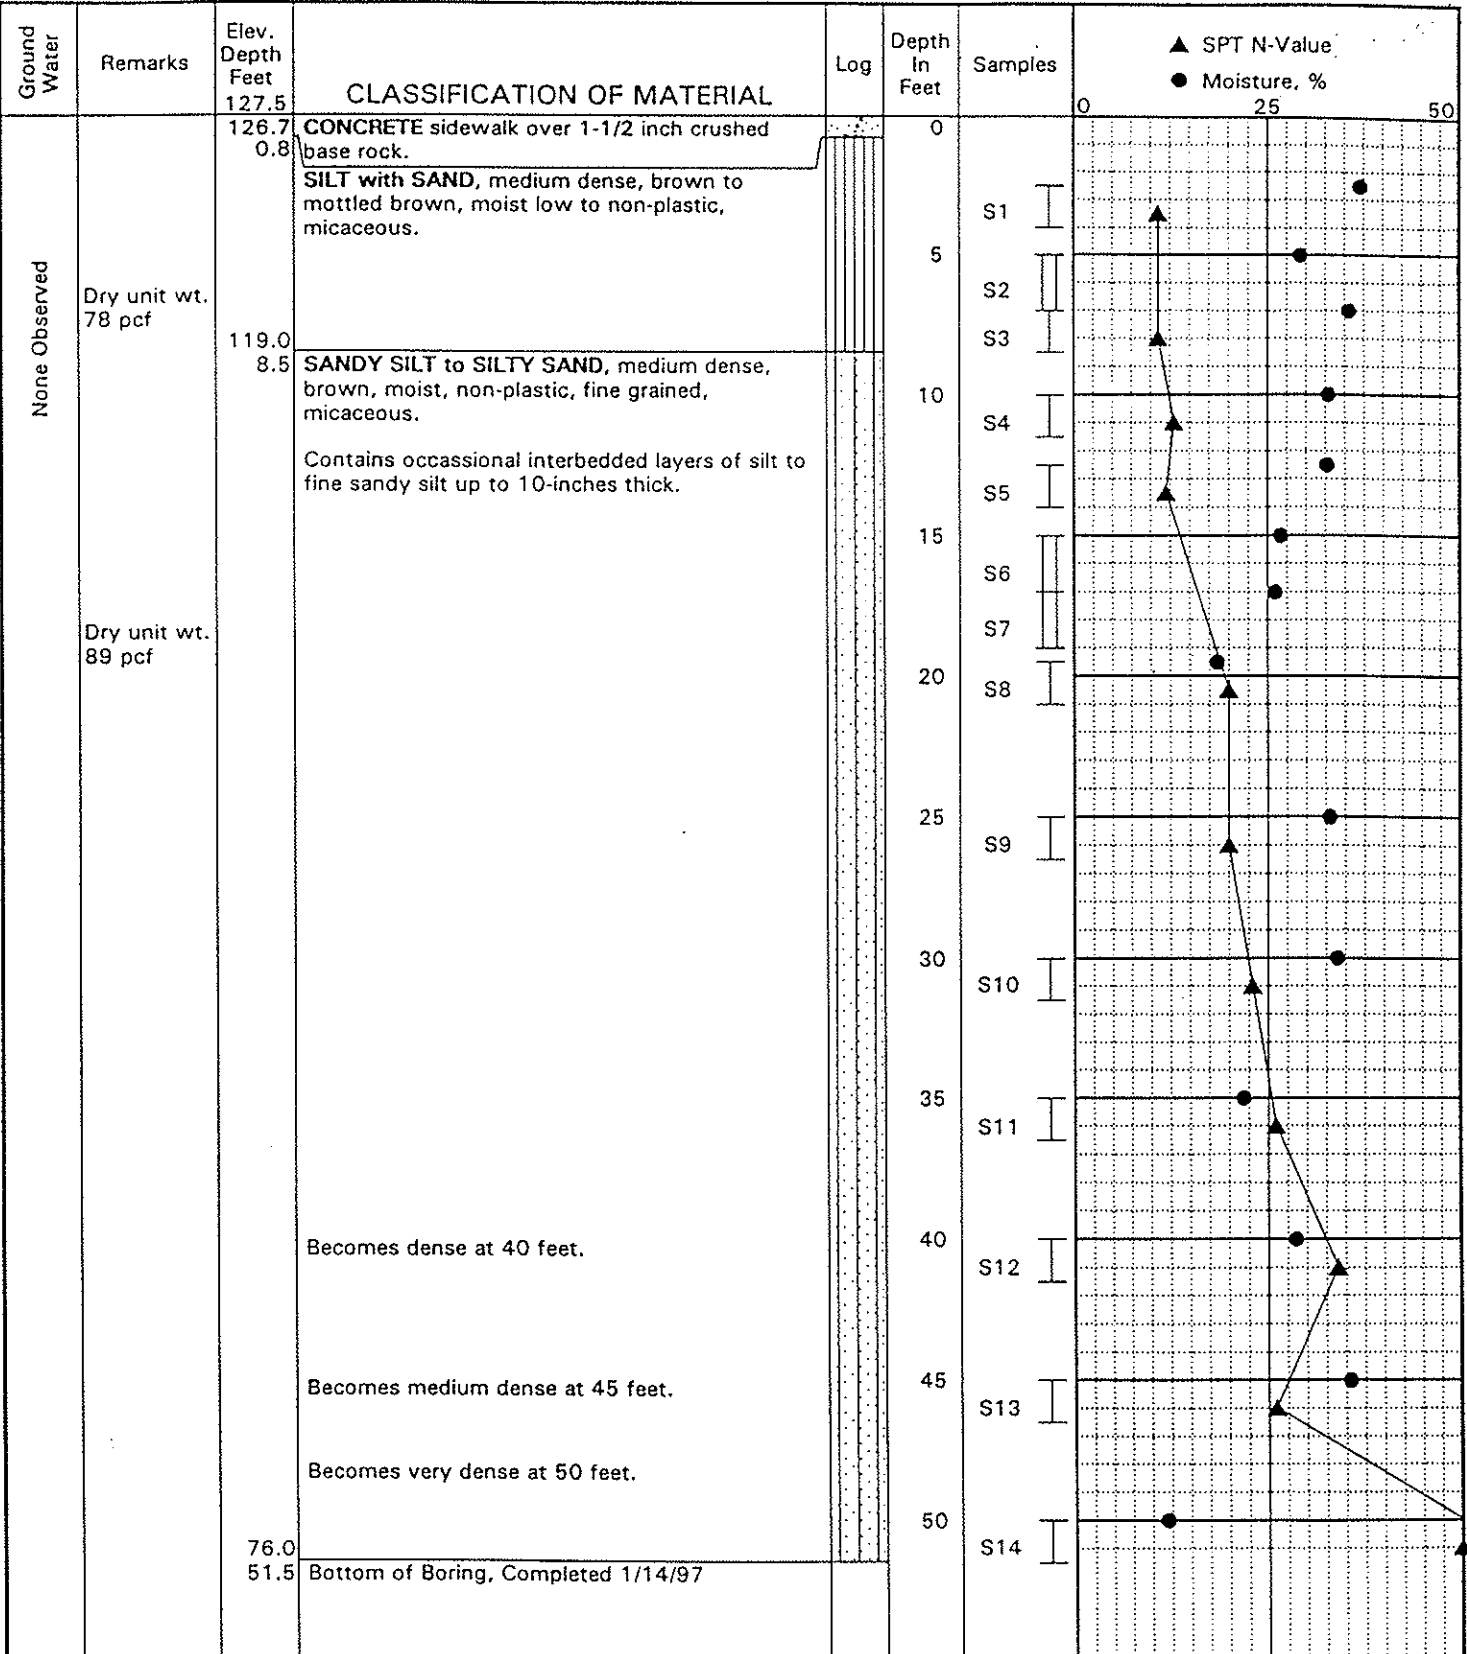 Ground
Water
Remarks
Elev.
Depth
Feet
127.5
CLASSIFICATION OF MATERIAL
Log
Depth
In
Feet
Samples
▲ SPT N-Value
● Moisture, %
0 25 50
126.7
0.8
CONCRETE sidewalk over 1-1/2 inch crushed
base rock.
SILT with SAND, medium dense, brown to
mottled brown, moist low to non-plastic,
micaceous.
None Observed
Dry unit wt.
78 pcf
119.0
8.5
SANDY SILT to SILTY SAND, medium dense,
brown, moist, non-plastic, fine grained,
micaceous.
Contains occassional interbedded layers of silt to
fine sandy silt up to 10-inches thick.
Dry unit wt.
89 pcf
Becomes dense at 40 feet.
Becomes medium dense at 45 feet.
Becomes very dense at 50 feet.
76.0
51.5
Bottom of Boring, Completed 1/14/97
0
5
10
15
20
25
30
35
40
45
50
S1
S2
S3
S4
S5
S6
S7
S8
S9
S10
S11
S12
S13
S14